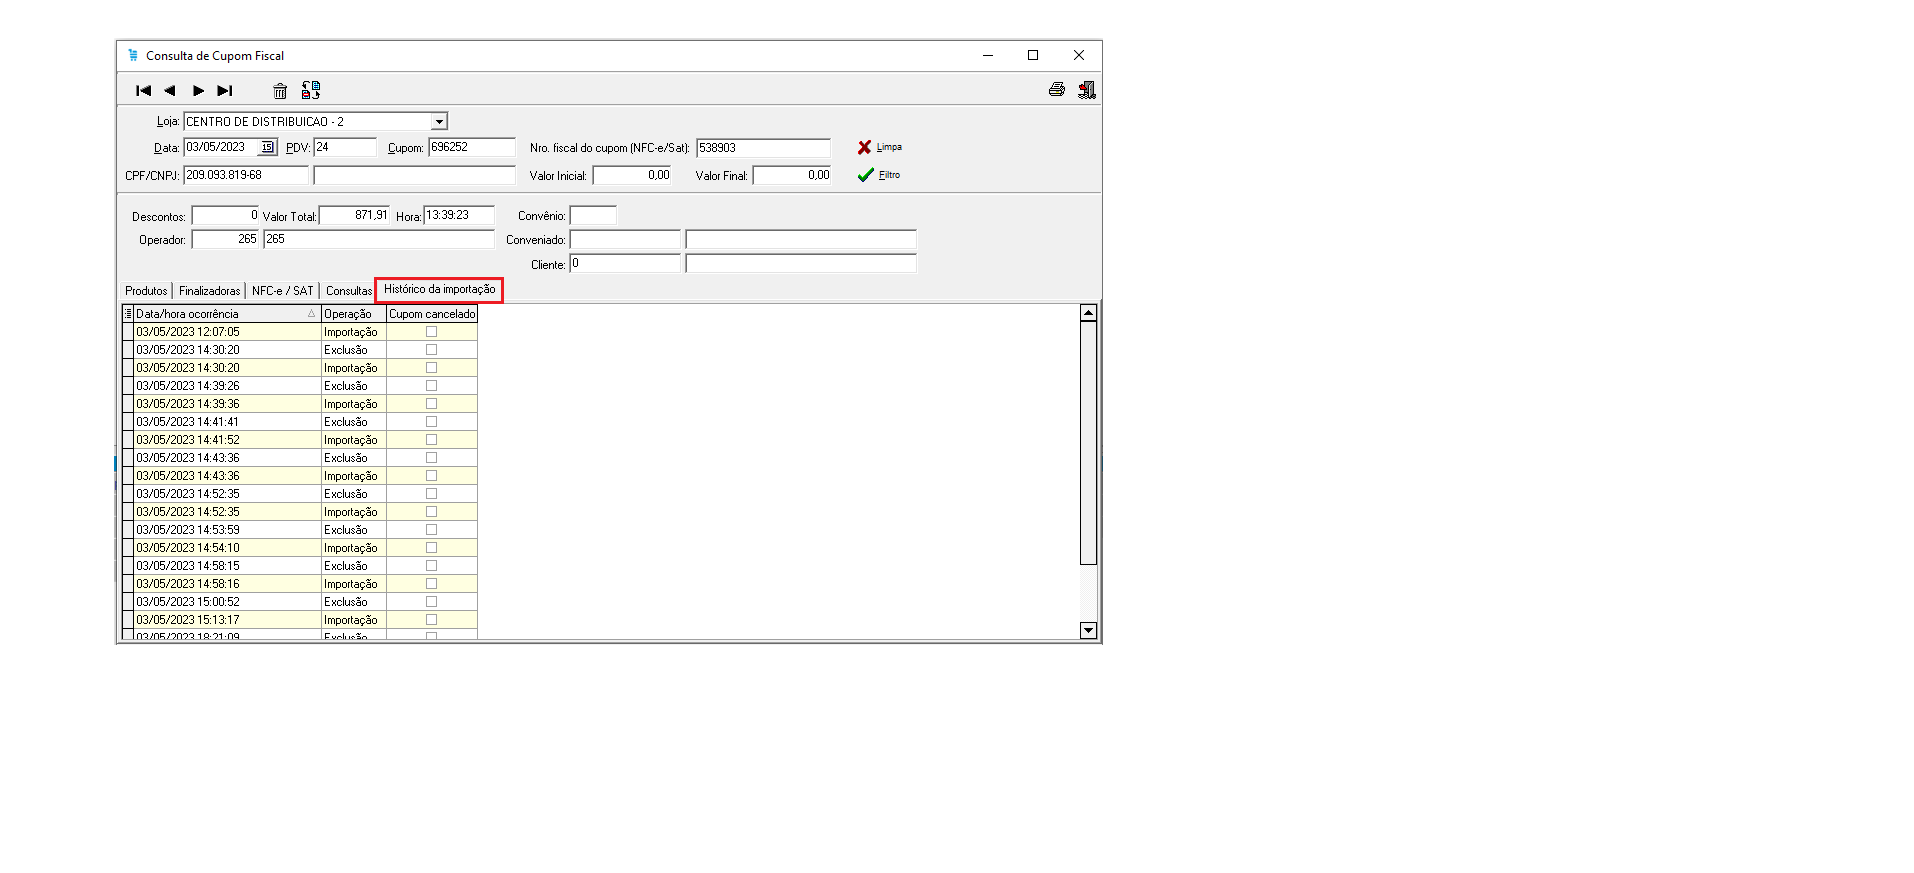 Consulta de Cupom Fiscal
Loja: CENTRO DE DISTRIBUICAO - 2
Data: 03/05/2023 15 PDV: 24 Cupom: 696252 Nro. fiscal do cupom (NFC-e/Sat): 538903 Limpa
CPF/CNPJ: 209.093.819-68 Valor Inicial: 0,00 Valor Final: 0,00 Filtro
Descontos: 0 Valor Total: 871,91 Hora: 13:39:23 Convênio:
Operador: 265 265 Conveniado:
Cliente: 0
Produtos Finalizadoras NFC-e / SAT Consultas Histórico da importação
Data/hora ocorrência Operação Cupom cancelado
03/05/2023 12:07:05 Importação
03/05/2023 14:30:20 Exclusão
03/05/2023 14:30:20 Importação
03/05/2023 14:39:26 Exclusão
03/05/2023 14:39:36 Importação
03/05/2023 14:41:41 Exclusão
03/05/2023 14:41:52 Importação
03/05/2023 14:43:36 Exclusão
03/05/2023 14:43:36 Importação
03/05/2023 14:52:35 Exclusão
03/05/2023 14:52:35 Importação
03/05/2023 14:53:59 Exclusão
03/05/2023 14:54:10 Importação
03/05/2023 14:58:15 Exclusão
03/05/2023 14:58:16 Importação
03/05/2023 15:00:52 Exclusão
03/05/2023 15:13:17 Importação
03/05/2023 18:21:09 Exclusão